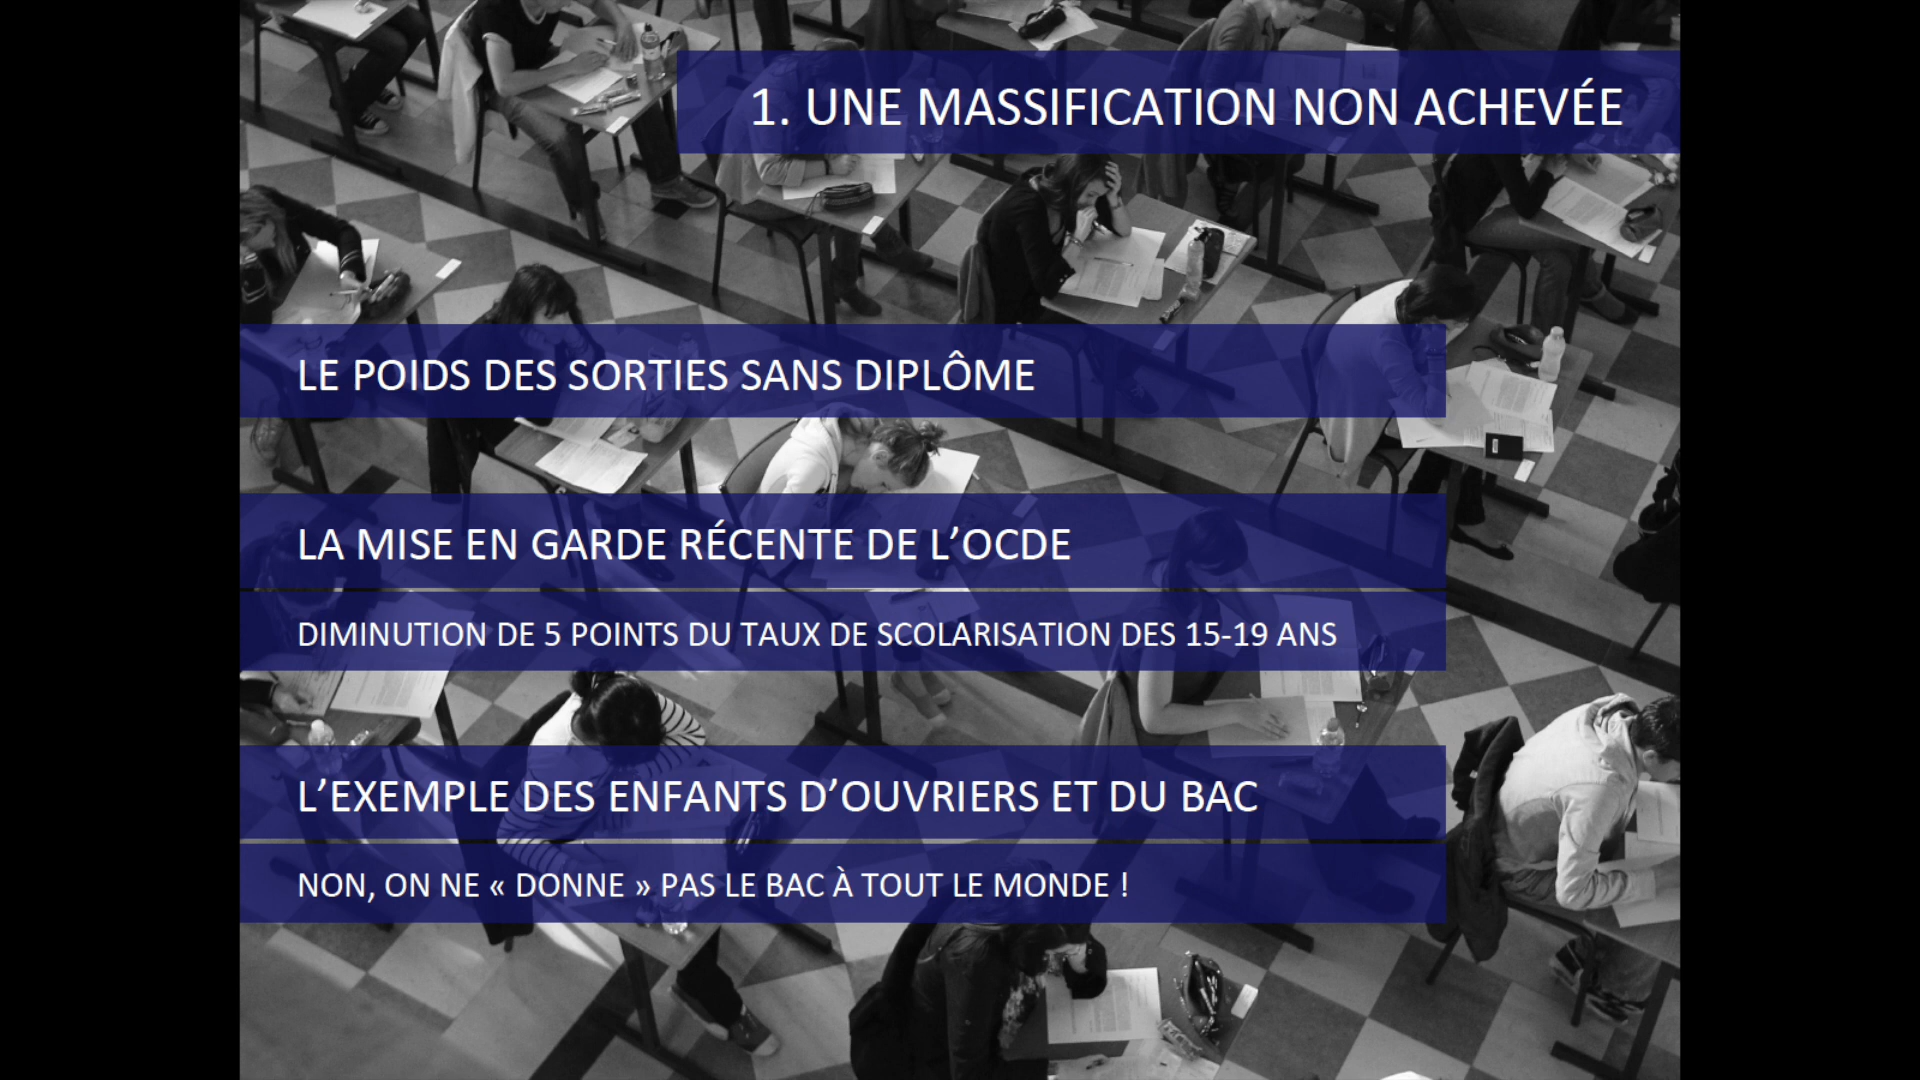 1. UNE MASSIFICATION NON ACHEVÉE
LE POIDS DES SORTIES SANS DIPLÔME
LA MISE EN GARDE RÉCENTE DE L’OCDE
DIMINUTION DE 5 POINTS DU TAUX DE SCOLARISATION DES 15-19 ANS
L’EXEMPLE DES ENFANTS D’OUVRIERS ET DU BAC
NON, ON NE « DONNE » PAS LE BAC À TOUT LE MONDE !